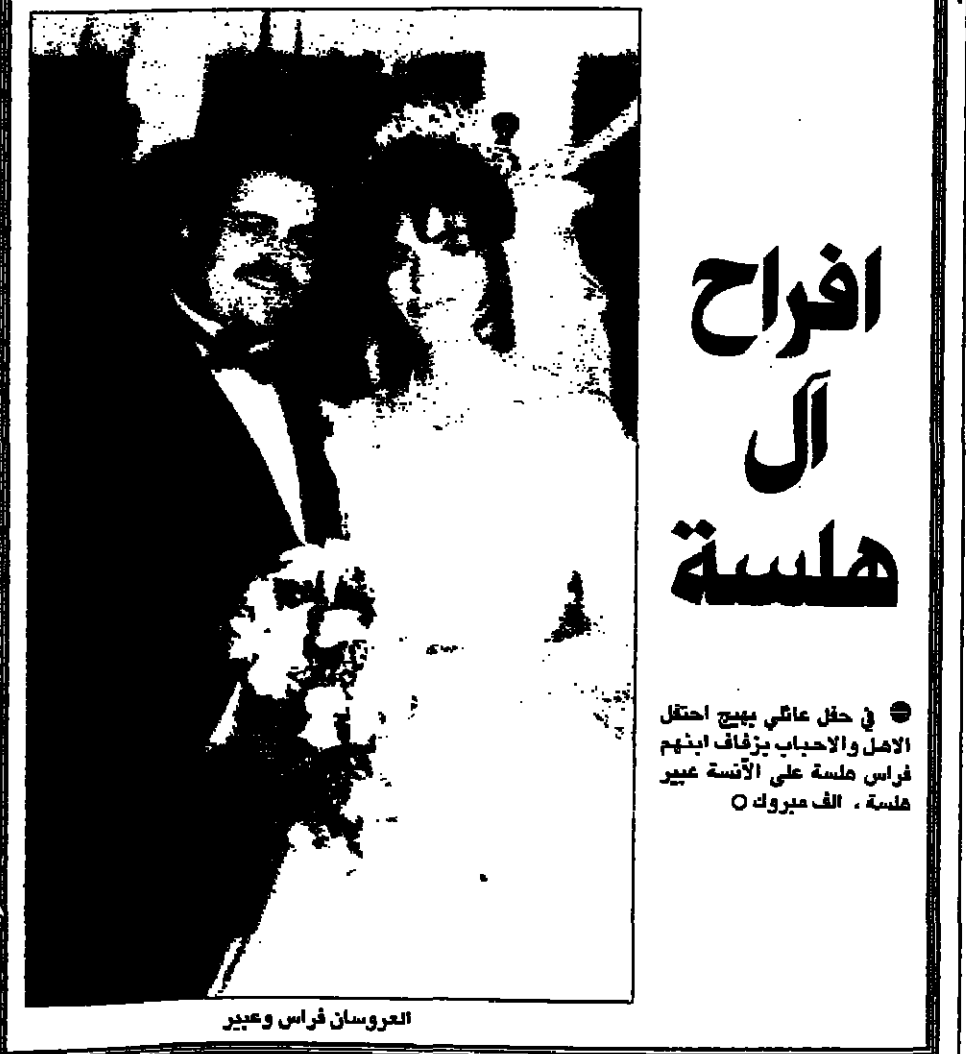 افراح
آل
هلسة
● في حفل عائلي بهيج احتفل
الاهل والاحباب بزفاف ابنهم
فراس هلسة على الآنسة عبير
هلسة ، الف مبروك ○
العروسان فراس وعبير